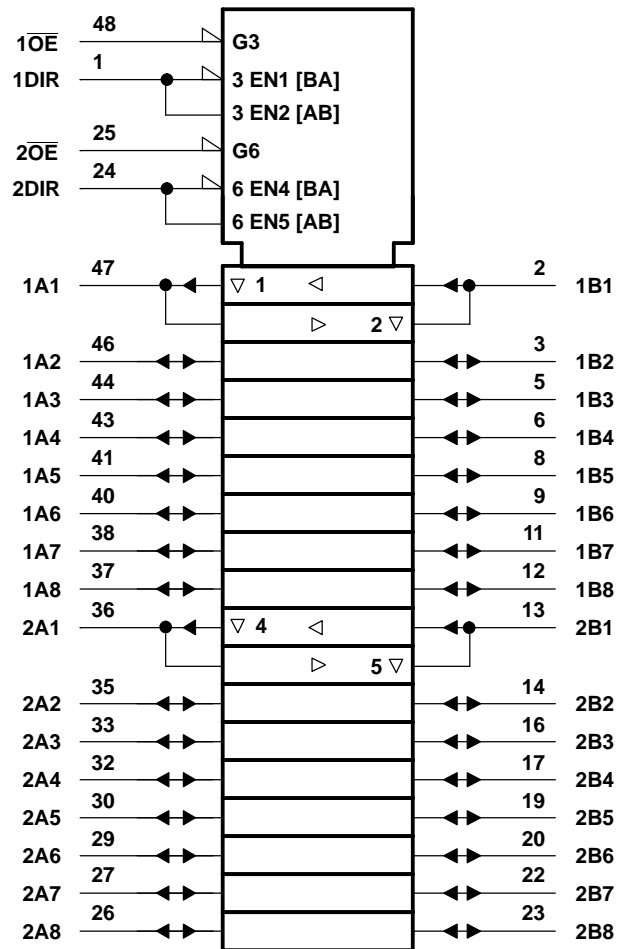 48
1O̅E̅ G3
1
1DIR 3 EN1 [BA]
3 EN2 [AB]
25
2O̅E̅ G6
24
2DIR 6 EN4 [BA]
6 EN5 [AB]
47 2
1A1 ▽ 1 ◁ 1B1
▷ 2 ▽
46 3
1A2 1B2
44 5
1A3 1B3
43 6
1A4 1B4
41 8
1A5 1B5
40 9
1A6 1B6
38 11
1A7 1B7
37 12
1A8 1B8
36 13
2A1 ▽ 4 ◁ 2B1
▷ 5 ▽
35 14
2A2 2B2
33 16
2A3 2B3
32 17
2A4 2B4
30 19
2A5 2B5
29 20
2A6 2B6
27 22
2A7 2B7
26 23
2A8 2B8